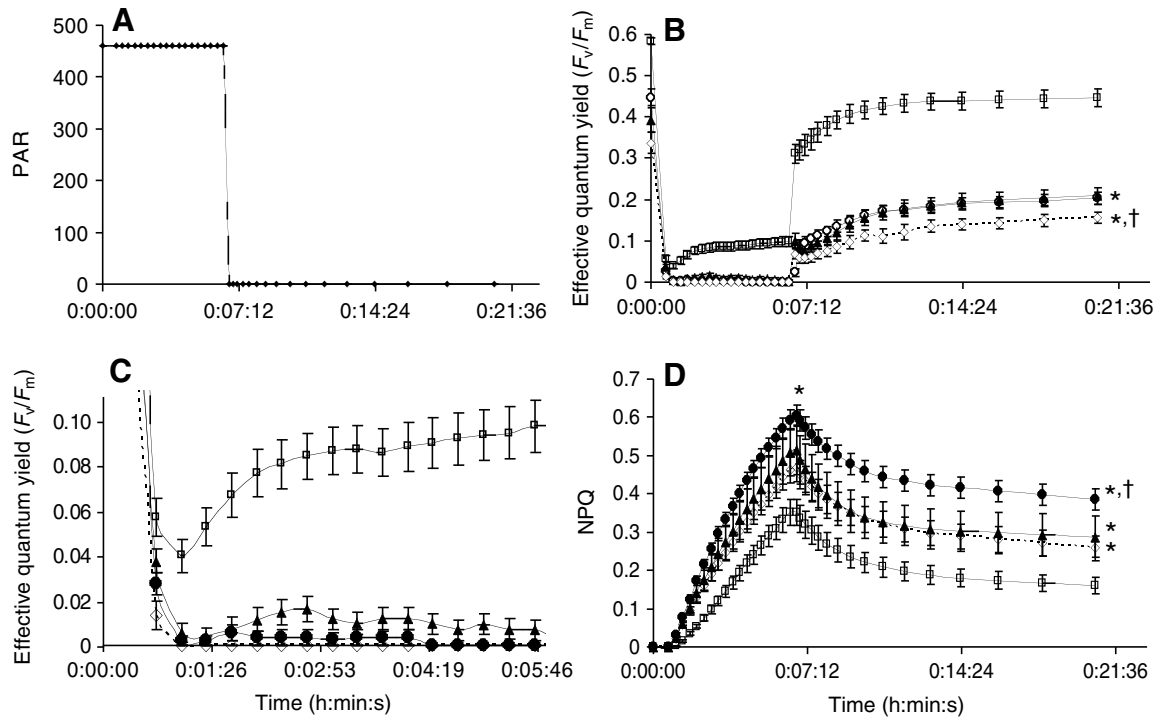 A
500
400
300
200
100
0
PAR
0:00:00 0:07:12 0:14:24 0:21:36
B
0.6
0.5
0.4
0.3
0.2
0.1
0
Effective quantum yield (Fv/Fm)
*
*,†
0:00:00 0:07:12 0:14:24 0:21:36
C
0.10
0.08
0.06
0.04
0.02
0
Effective quantum yield (Fv/Fm)
0:00:00 0:01:26 0:02:53 0:04:19 0:05:46
Time (h:min:s)
D
0.7
0.6
0.5
0.4
0.3
0.2
0.1
0
NPQ
*
*,†
*
*
0:00:00 0:07:12 0:14:24 0:21:36
Time (h:min:s)